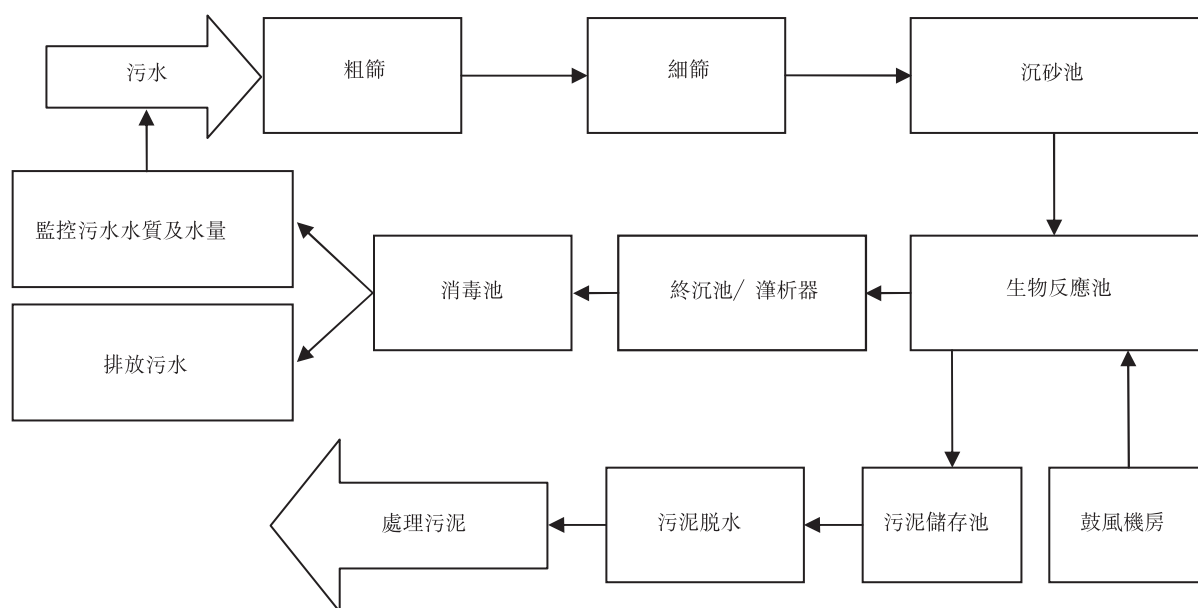 污水
粗篩
細篩
沉砂池
監控污水水質及水量
消毒池
終沉池/ 潷析器
生物反應池
排放污水
處理污泥
污泥脱水
污泥儲存池
鼓風機房